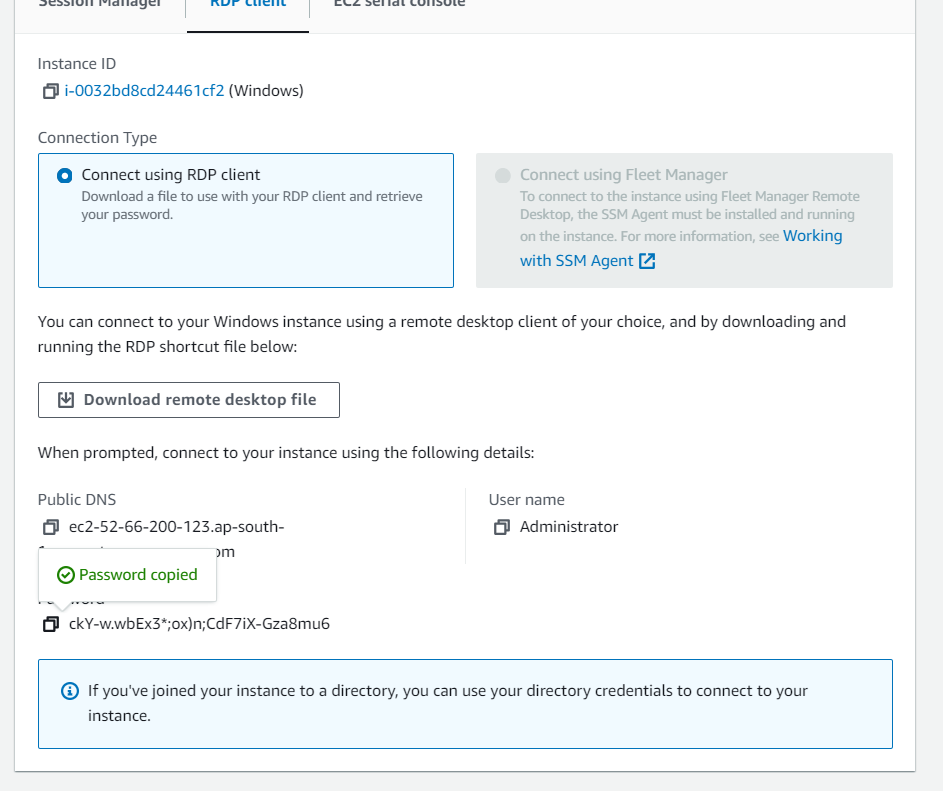 Session Manager RDP client EC2 serial console
Instance ID
i-0032bd8cd24461cf2 (Windows)
Connection Type
Connect using RDP client
Download a file to use with your RDP client and retrieve
your password.
Connect using Fleet Manager
To connect to the instance using Fleet Manager Remote
Desktop, the SSM Agent must be installed and running
on the instance. For more information, see Working
with SSM Agent
You can connect to your Windows instance using a remote desktop client of your choice, and by downloading and
running the RDP shortcut file below:
Download remote desktop file
When prompted, connect to your instance using the following details:
Public DNS
ec2-52-66-200-123.ap-south-
om
User name
Administrator
Password copied
Password
ckY-w.wbEx3*;ox)n;CdF7iX-Gza8mu6
If you've joined your instance to a directory, you can use your directory credentials to connect to your
instance.